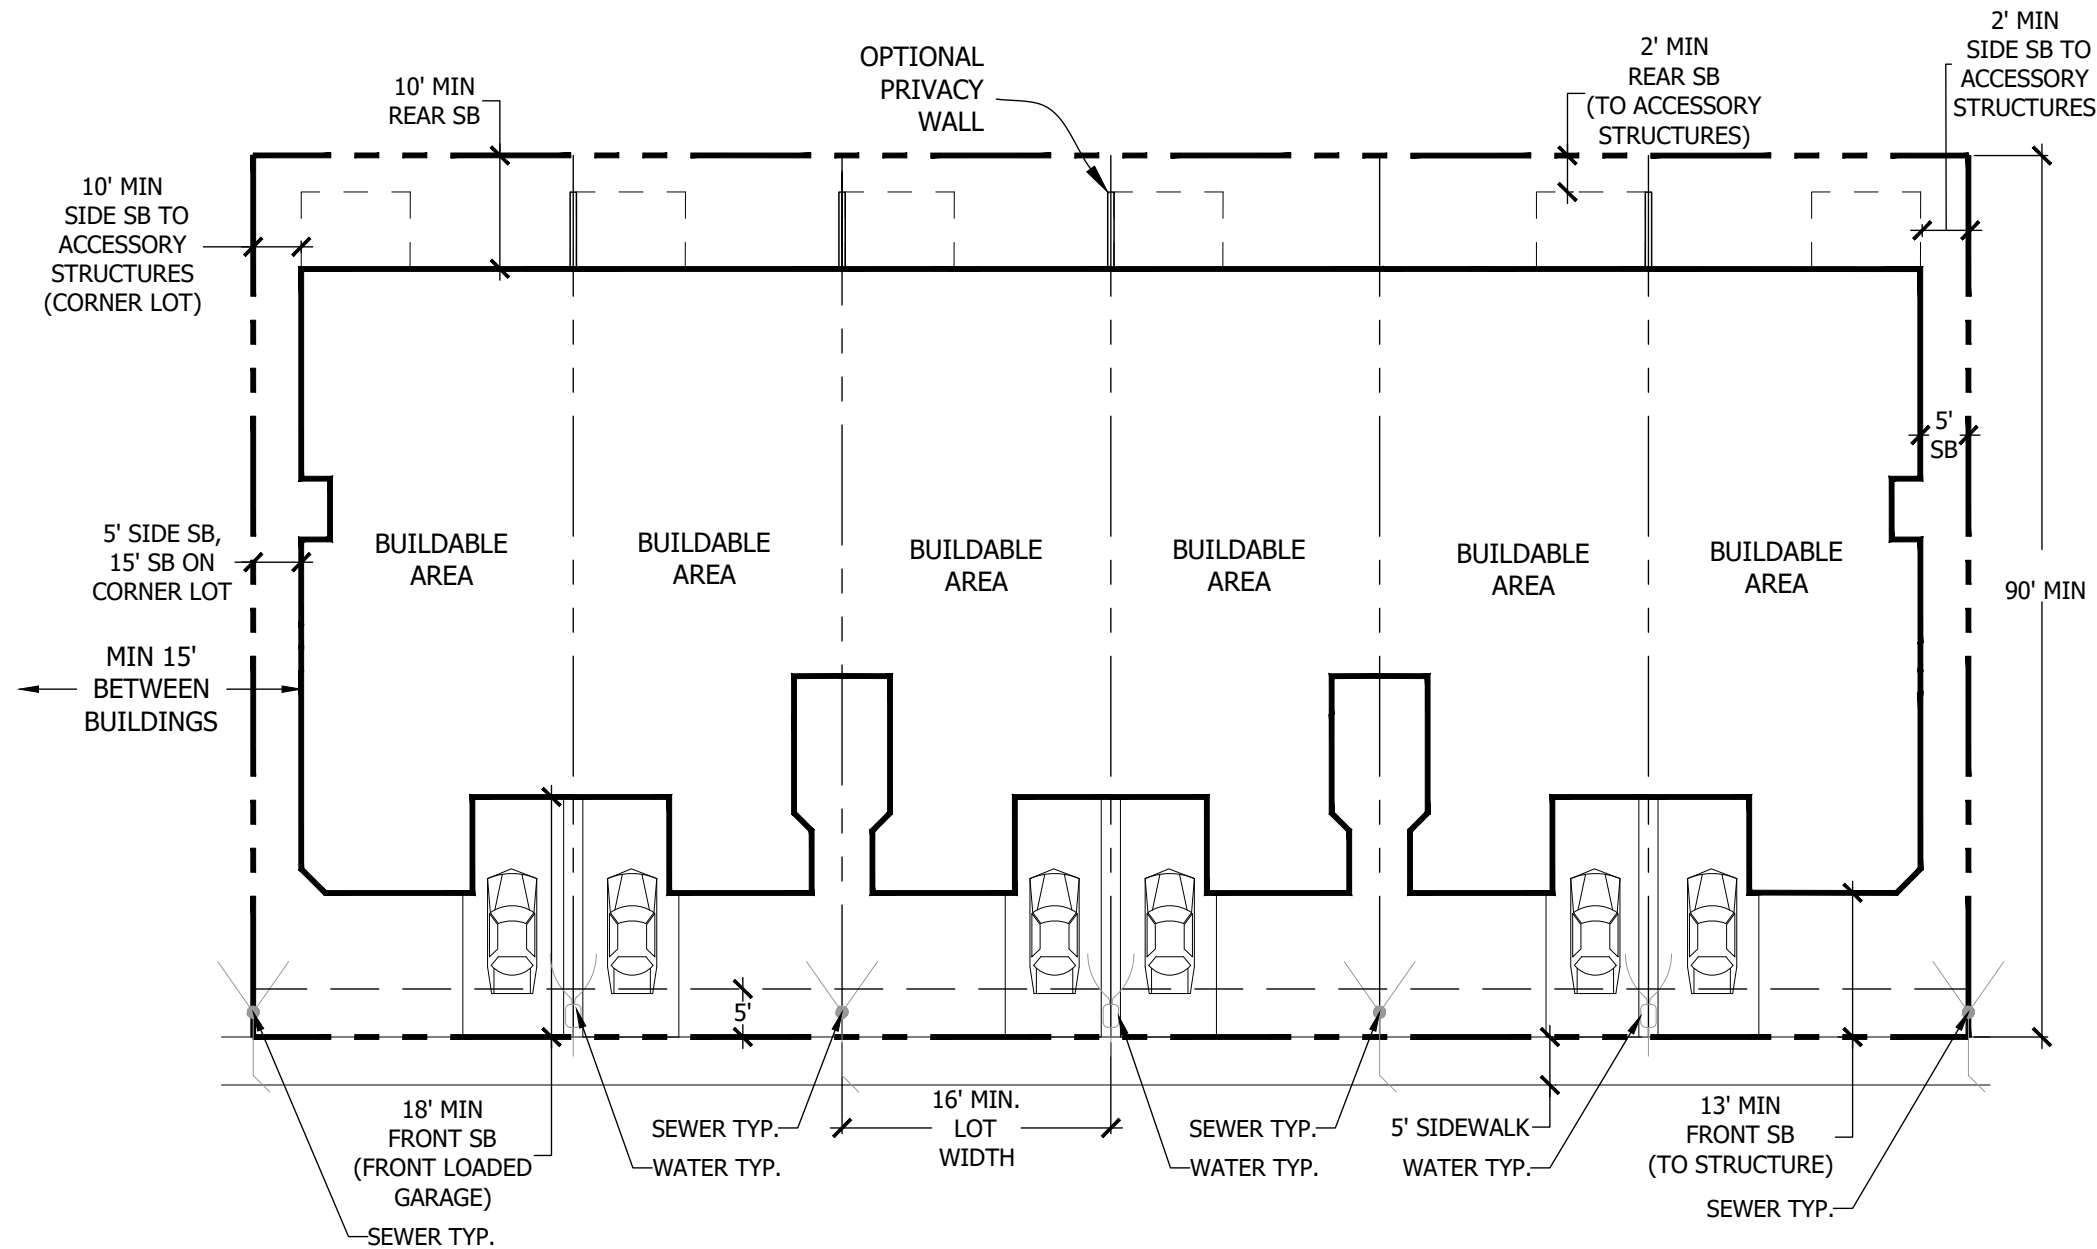 2' MIN
SIDE SB TO
ACCESSORY
STRUCTURES
2' MIN
REAR SB
(TO ACCESSORY
STRUCTURES)
OPTIONAL
PRIVACY
WALL
10' MIN
REAR SB
10' MIN
SIDE SB TO
ACCESSORY
STRUCTURES
(CORNER LOT)
5'
SB
5' SIDE SB,
15' SB ON
CORNER LOT
BUILDABLE
AREA
BUILDABLE
AREA
BUILDABLE
AREA
BUILDABLE
AREA
BUILDABLE
AREA
BUILDABLE
AREA
90' MIN
MIN 15'
BETWEEN
BUILDINGS
5'
18' MIN
FRONT SB
(FRONT LOADED
GARAGE)
SEWER TYP.
SEWER TYP.
WATER TYP.
16' MIN.
LOT
WIDTH
SEWER TYP.
WATER TYP.
5' SIDEWALK
WATER TYP.
13' MIN
FRONT SB
(TO STRUCTURE)
SEWER TYP.